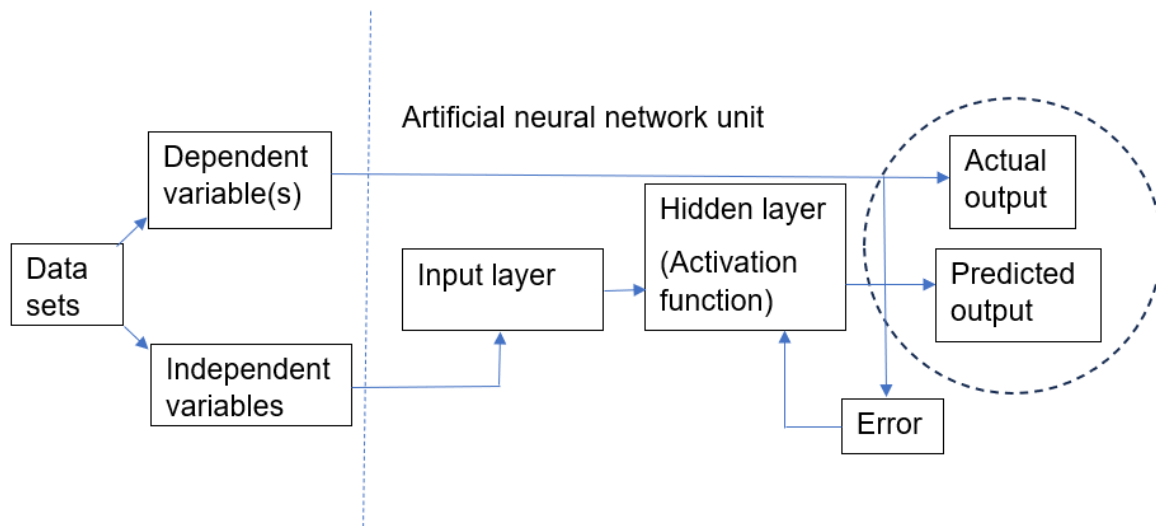 Artificial neural network unit
Dependent
variable(s)
Actual
output
Hidden layer
(Activation
function)
Data
sets
Input layer
Predicted
output
Independent
variables
Error